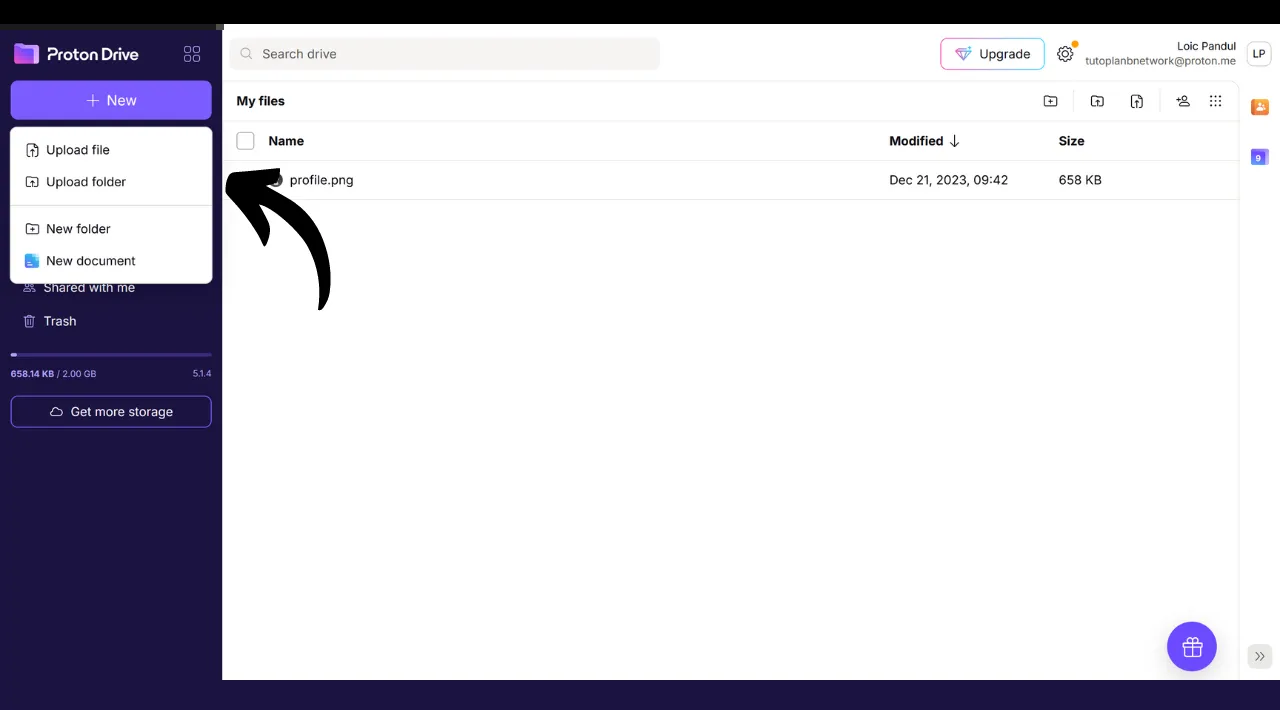 Proton Drive
New
Upload file
Upload folder
New folder
New document
Shared with me
Trash
658.14 KB / 2.00 GB
5.1.4
Get more storage
Search drive
Upgrade
Loic Pandul
tutoplanbnetwork@proton.me
LP
My files
Name
Modified
Size
profile.png
Dec 21, 2023, 09:42
658 KB
9